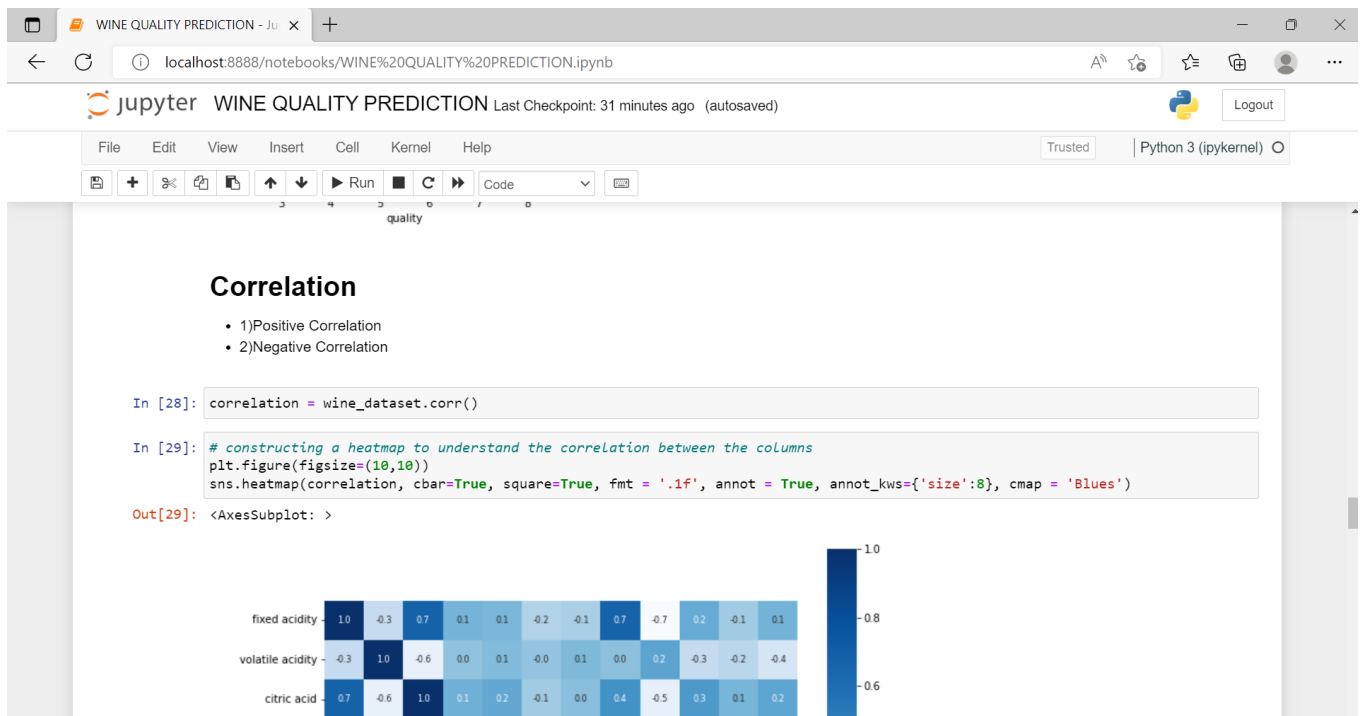 WINE QUALITY PREDICTION - Ju
localhost:8888/notebooks/WINE%20QUALITY%20PREDICTION.ipynb
jupyter WINE QUALITY PREDICTION Last Checkpoint: 31 minutes ago (autosaved)
Logout
File Edit View Insert Cell Kernel Help
Trusted Python 3 (ipykernel)
Run Code
3 4 5 6 7 8
quality
Correlation
1)Positive Correlation
2)Negative Correlation
In [28]: correlation = wine_dataset.corr()
In [29]: # constructing a heatmap to understand the correlation between the columns
plt.figure(figsize=(10,10))
sns.heatmap(correlation, cbar=True, square=True, fmt = '.1f', annot = True, annot_kws={'size':8}, cmap = 'Blues')
Out[29]: <AxesSubplot: >
1.0
fixed acidity 1.0 -0.3 0.7 0.1 0.1 -0.2 -0.1 0.7 -0.7 0.2 -0.1 0.1
0.8
volatile acidity -0.3 1.0 -0.6 0.0 0.1 -0.0 0.1 0.0 0.2 -0.3 -0.2 -0.4
0.6
citric acid 0.7 -0.6 1.0 0.1 0.2 -0.1 0.0 0.4 -0.5 0.3 0.1 0.2